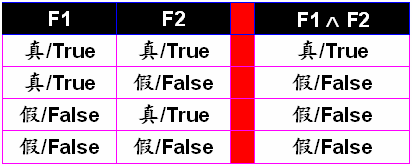 F1 F2 F1 ∧ F2
真/True 真/True 真/True
真/True 假/False 假/False
假/False 真/True 假/False
假/False 假/False 假/False